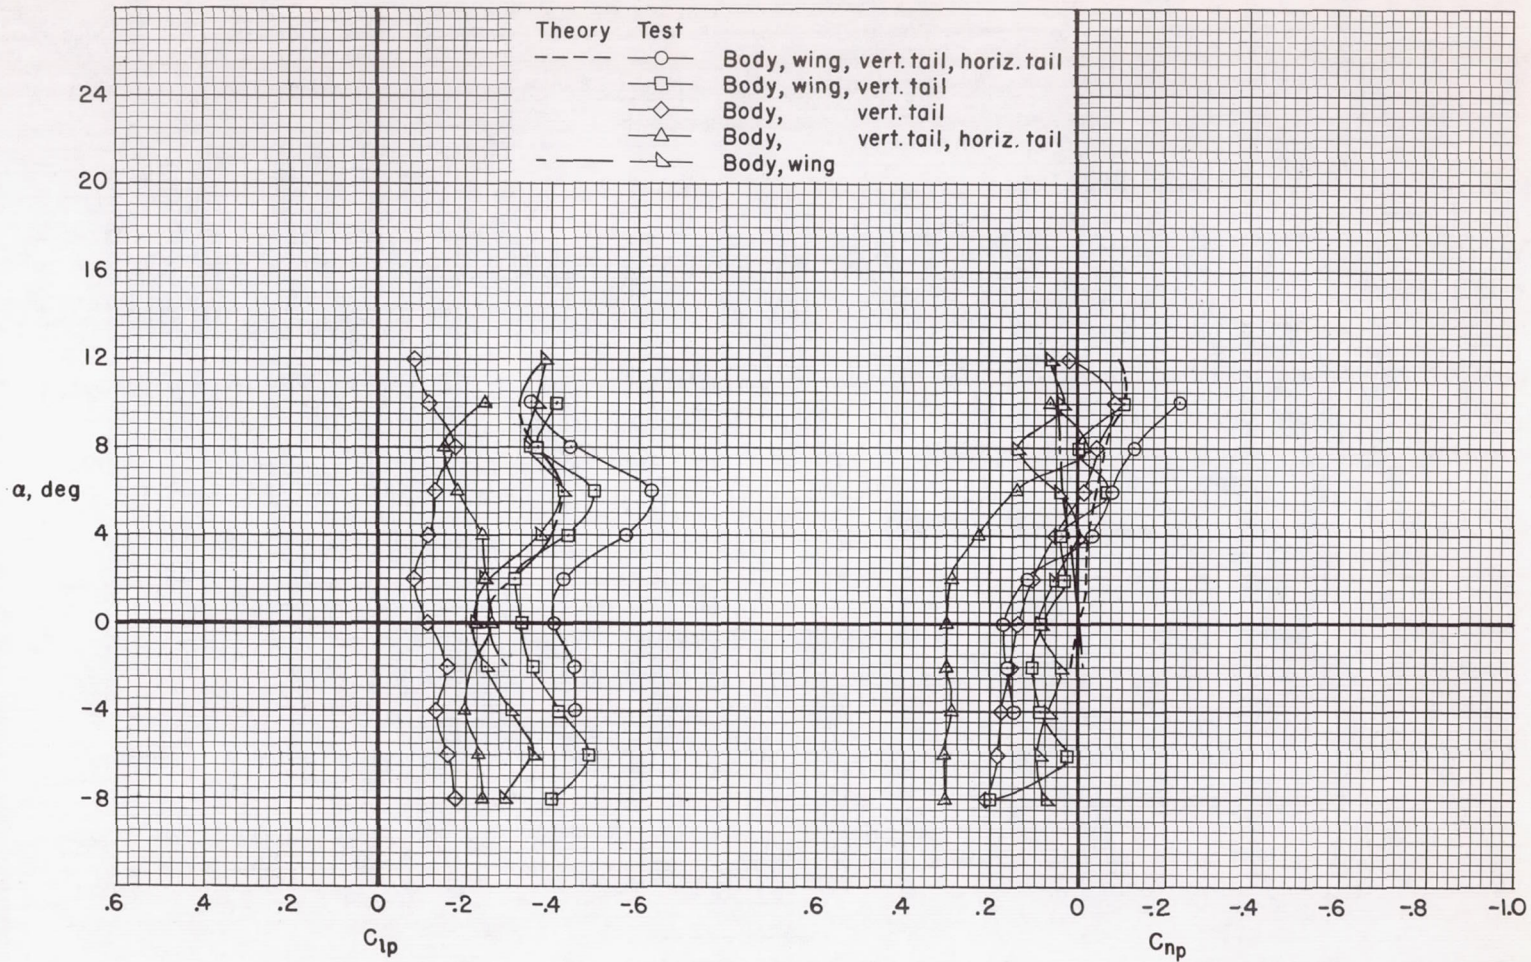 Theory Test
Body, wing, vert. tail, horiz. tail
Body, wing, vert. tail
Body, vert. tail
Body, vert. tail, horiz. tail
Body, wing
24
20
16
12
8
α, deg
4
0
-4
-8
.6 .4 .2 0 -.2 -.4 -.6 .6 .4 .2 0 -.2 -.4 -.6 -.8 -1.0
Clp Cnp